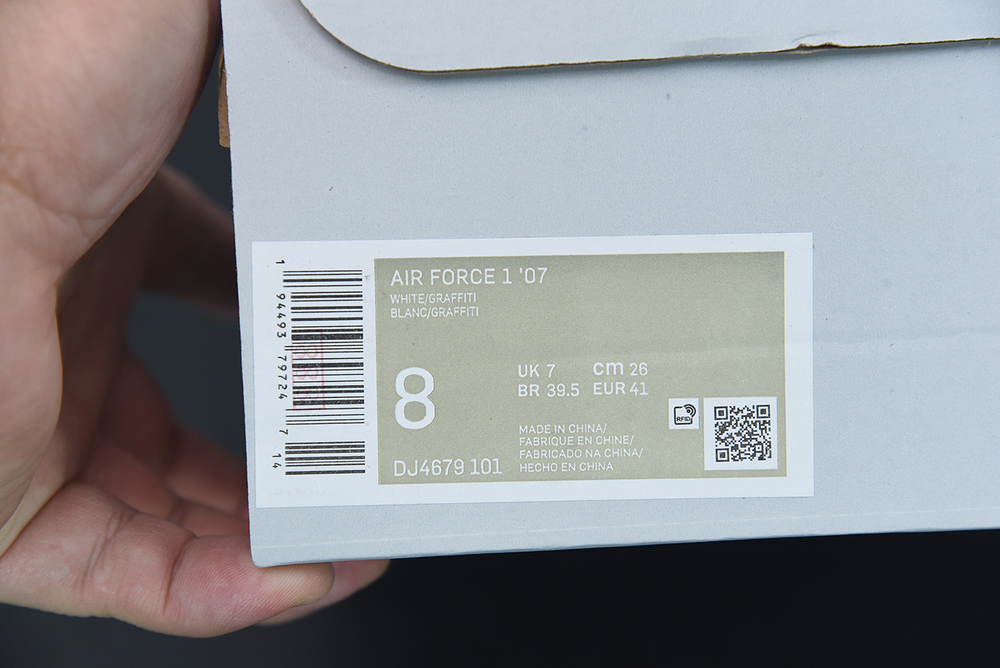 AIR FORCE 1 '07
WHITE/GRAFFITI
BLANC/GRAFFITI
8
UK 7 cm 26
BR 39.5 EUR 41
MADE IN CHINA/
FABRIQUE EN CHINE/
FABRICADO NA CHINA/
HECHO EN CHINA
DJ4679 101
RFID
1 94493 79724 7 14